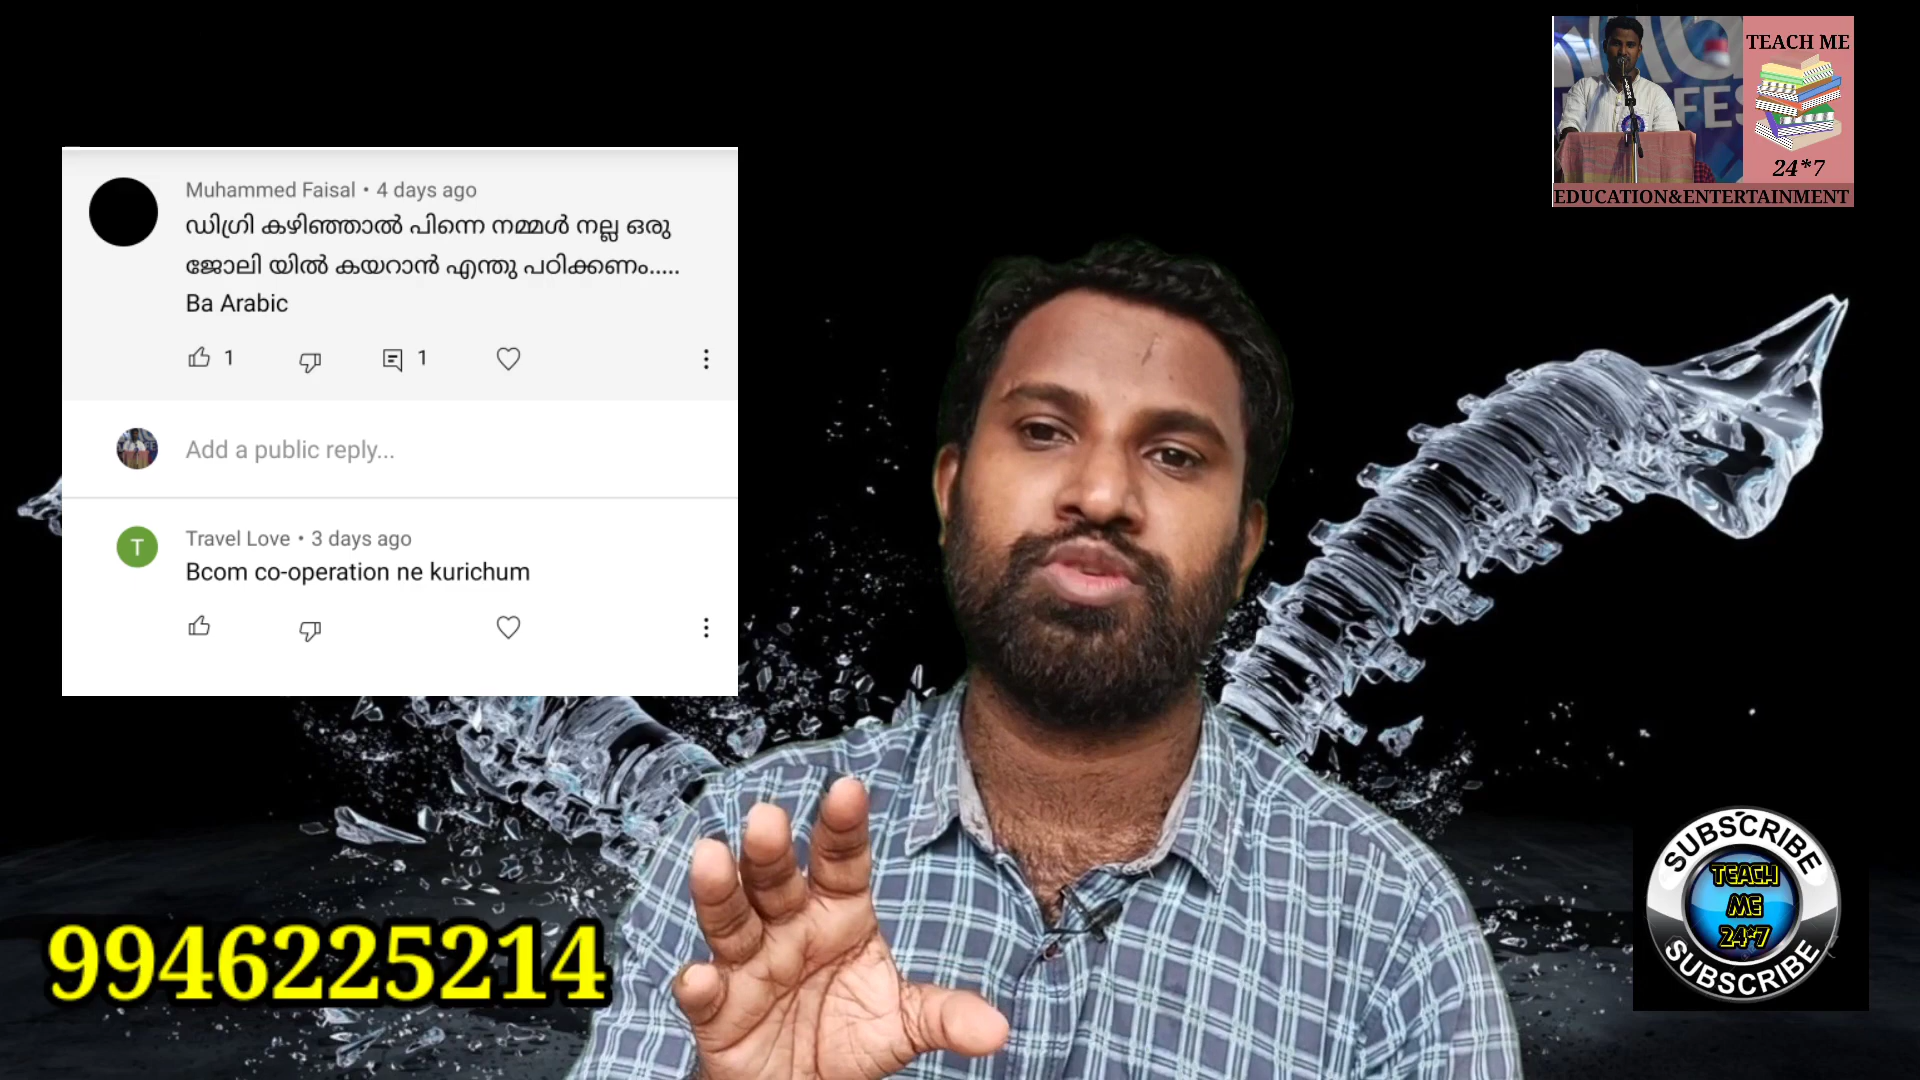 Muhammed Faisal • 4 days ago
ഡിഗ്രി കഴിഞ്ഞാൽ പിന്നെ നമ്മൾ നല്ല ഒരു
ജോലി യിൽ കയറാൻ എന്തു പഠിക്കണം.....
Ba Arabic
1
1
Add a public reply...
T
Travel Love • 3 days ago
Bcom co-operation ne kurichum
9946225214
TEACH ME
24*7
FES
EDUCATION&ENTERTAINMENT
SUBSCRIBE
TEACH
ME
24*7
SUBSCRIBE